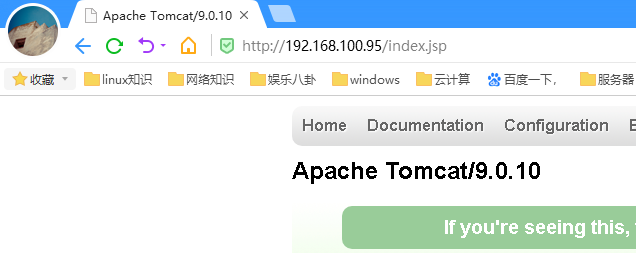 Apache Tomcat/9.0.10
http://192.168.100.95/index.jsp
收藏 linux知识 网络知识 娱乐八卦 windows 云计算 百度一下， 服务器
Home Documentation Configuration
Apache Tomcat/9.0.10
If you're seeing this,